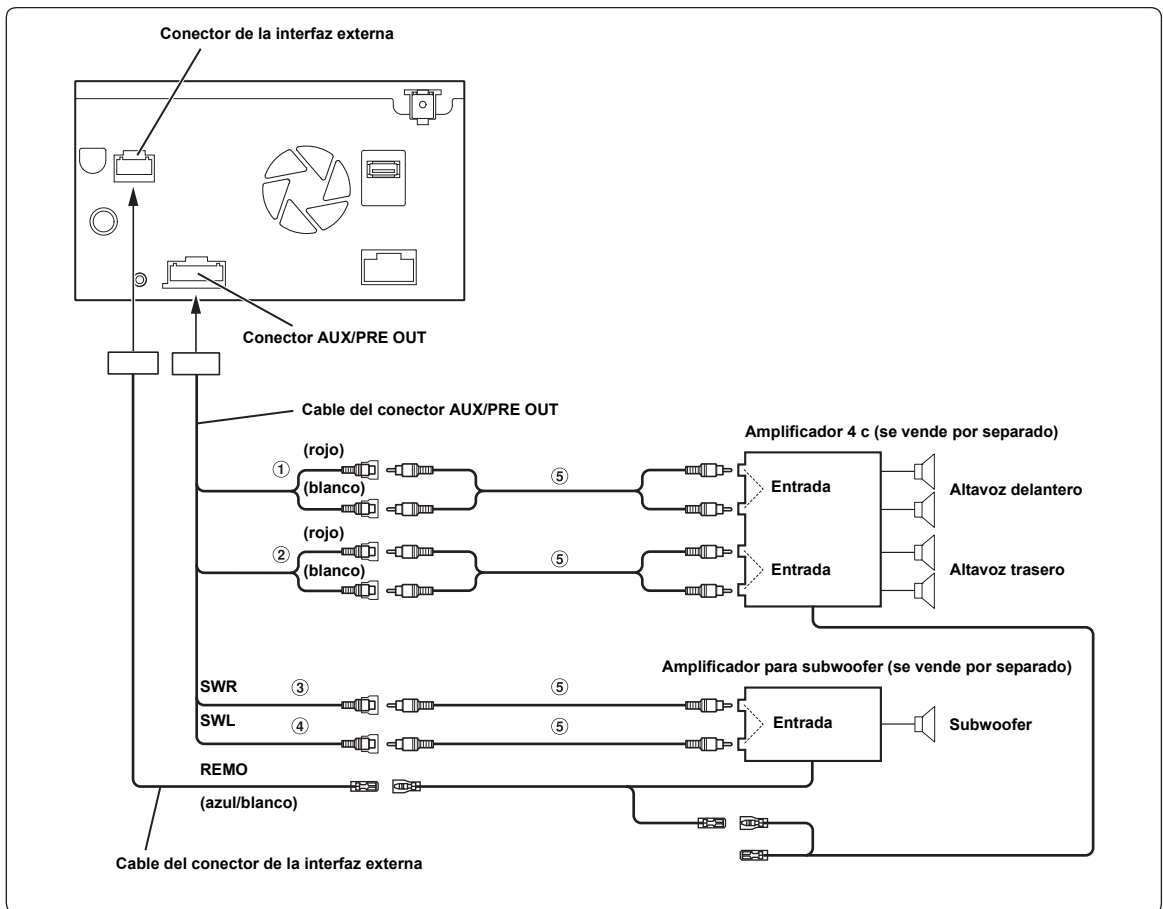 Conector de la interfaz externa
Conector AUX/PRE OUT
Cable del conector AUX/PRE OUT
Amplificador 4 c (se vende por separado)
(rojo)
①
(blanco)
⑤
Entrada
Altavoz delantero
(rojo)
②
(blanco)
⑤
Entrada
Altavoz trasero
Amplificador para subwoofer (se vende por separado)
SWR
③
⑤
SWL
④
⑤
Entrada
Subwoofer
REMO
(azul/blanco)
Cable del conector de la interfaz externa